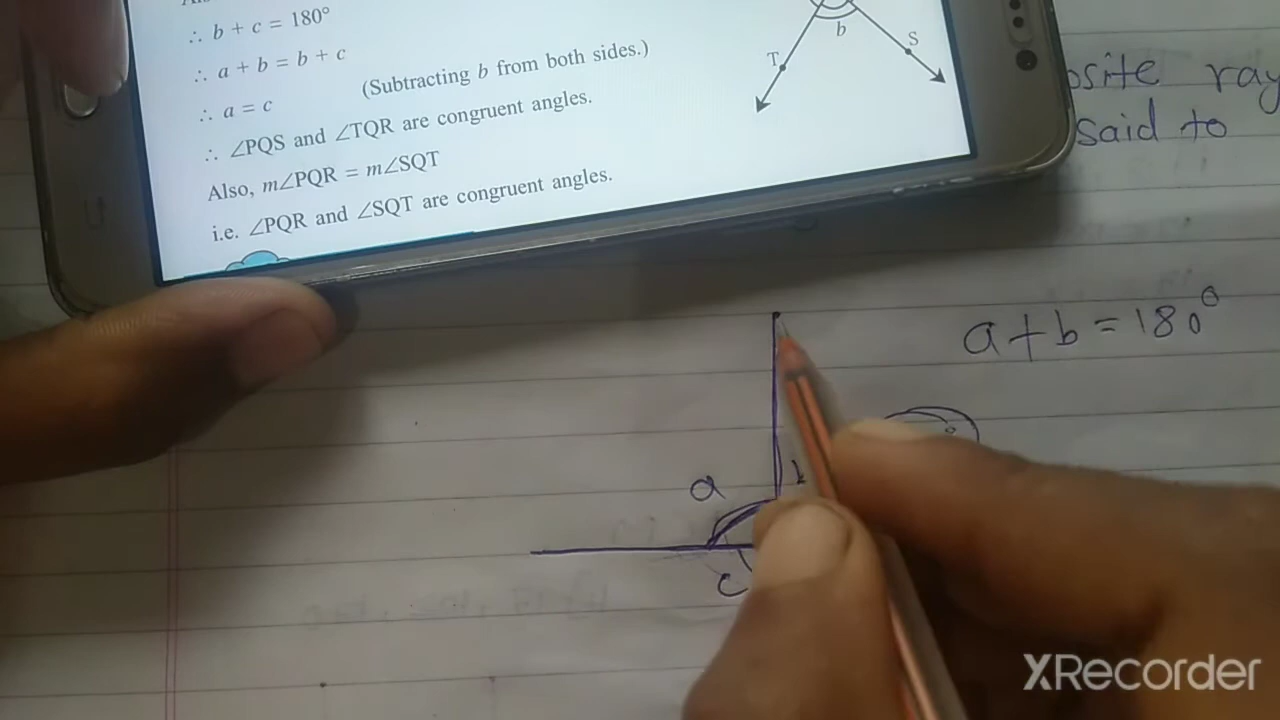 ∴ b + c = 180°
∴ a + b = b + c
∴ a = c (Subtracting b from both sides.)
∴ ∠PQS and ∠TQR are congruent angles.
Also, m∠PQR = m∠SQT
i.e. ∠PQR and ∠SQT are congruent angles.
b
S
T
ray
said to
a + b = 180°
a
c
XRecorder